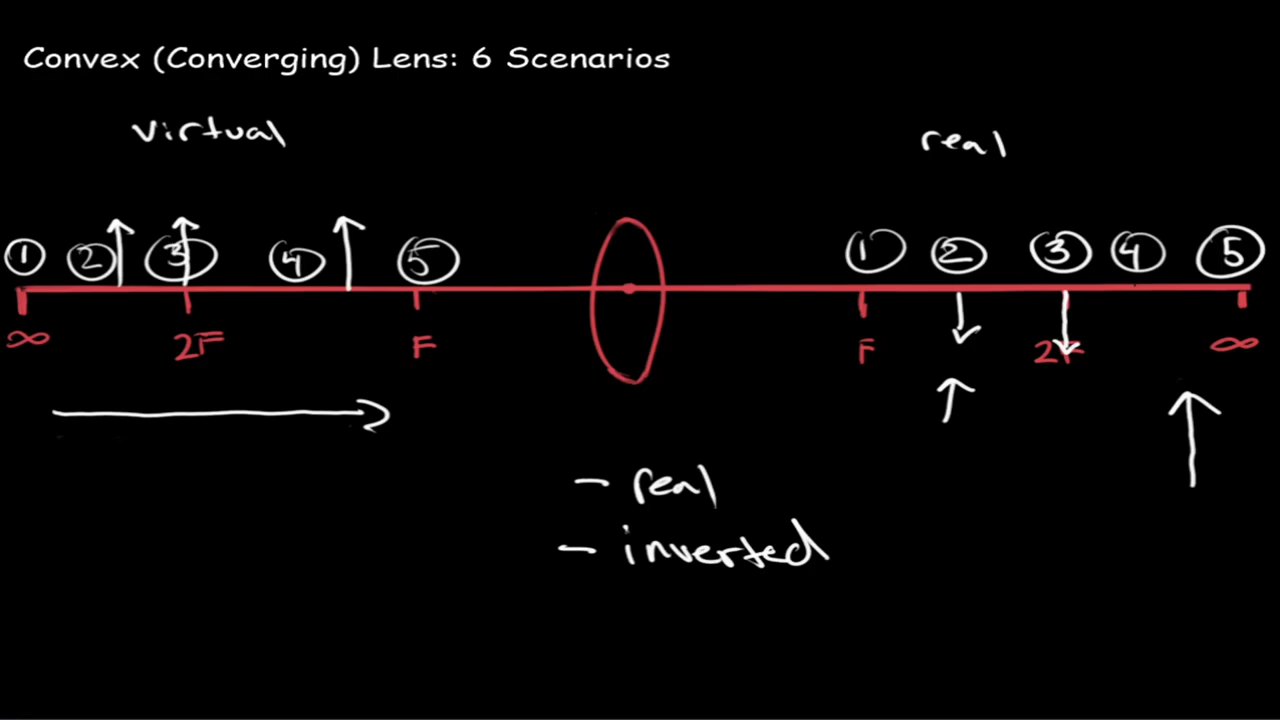 Convex (Converging) Lens: 6 Scenarios
virtual
real
1 2 3 4 5 1 2 3 4 5
∞ 2F F F 2F ∞
- real
- inverted